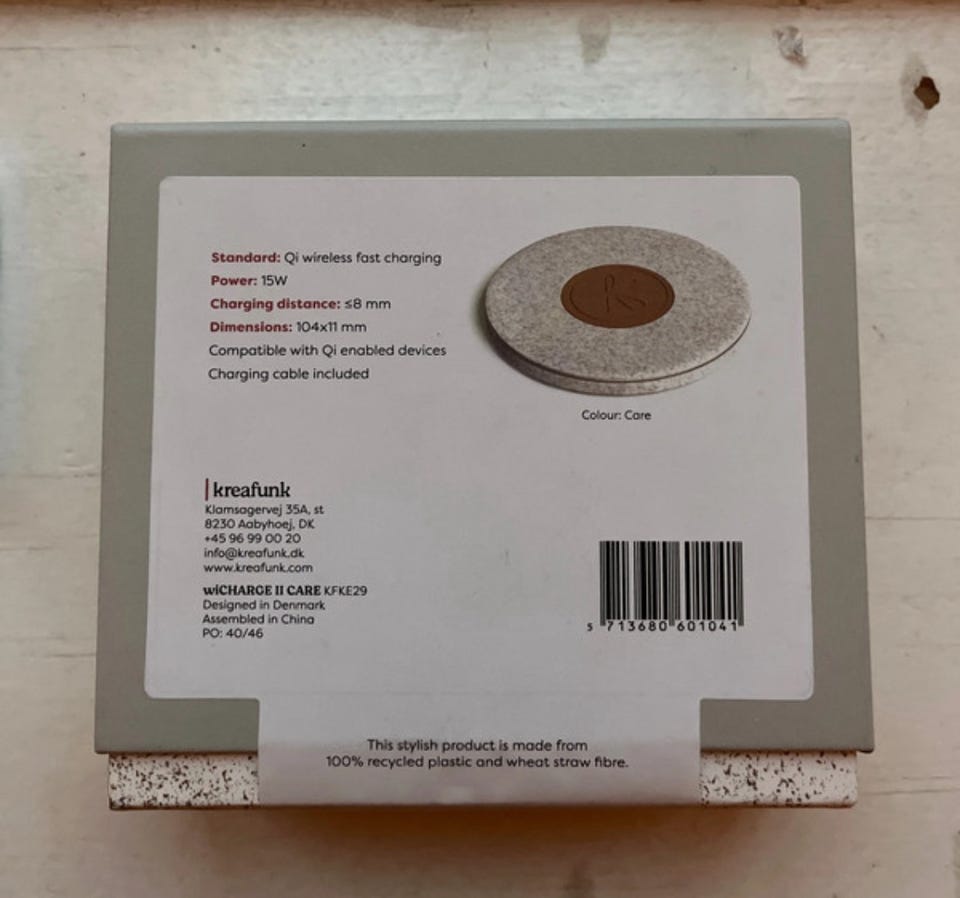 Standard: Qi wireless fast charging
Power: 15W
Charging distance: ≤8 mm
Dimensions: 104x11 mm
Compatible with Qi enabled devices
Charging cable included
Colour: Care
kreafunk
Klamsagervej 35A, st
8230 Aabyhoej, DK
+45 96 99 00 20
info@kreafunk.dk
www.kreafunk.com
wiCHARGE II CARE KFKE29
Designed in Denmark
Assembled in China
PO: 40/46
5 713680 601041
This stylish product is made from
100% recycled plastic and wheat straw fibre.